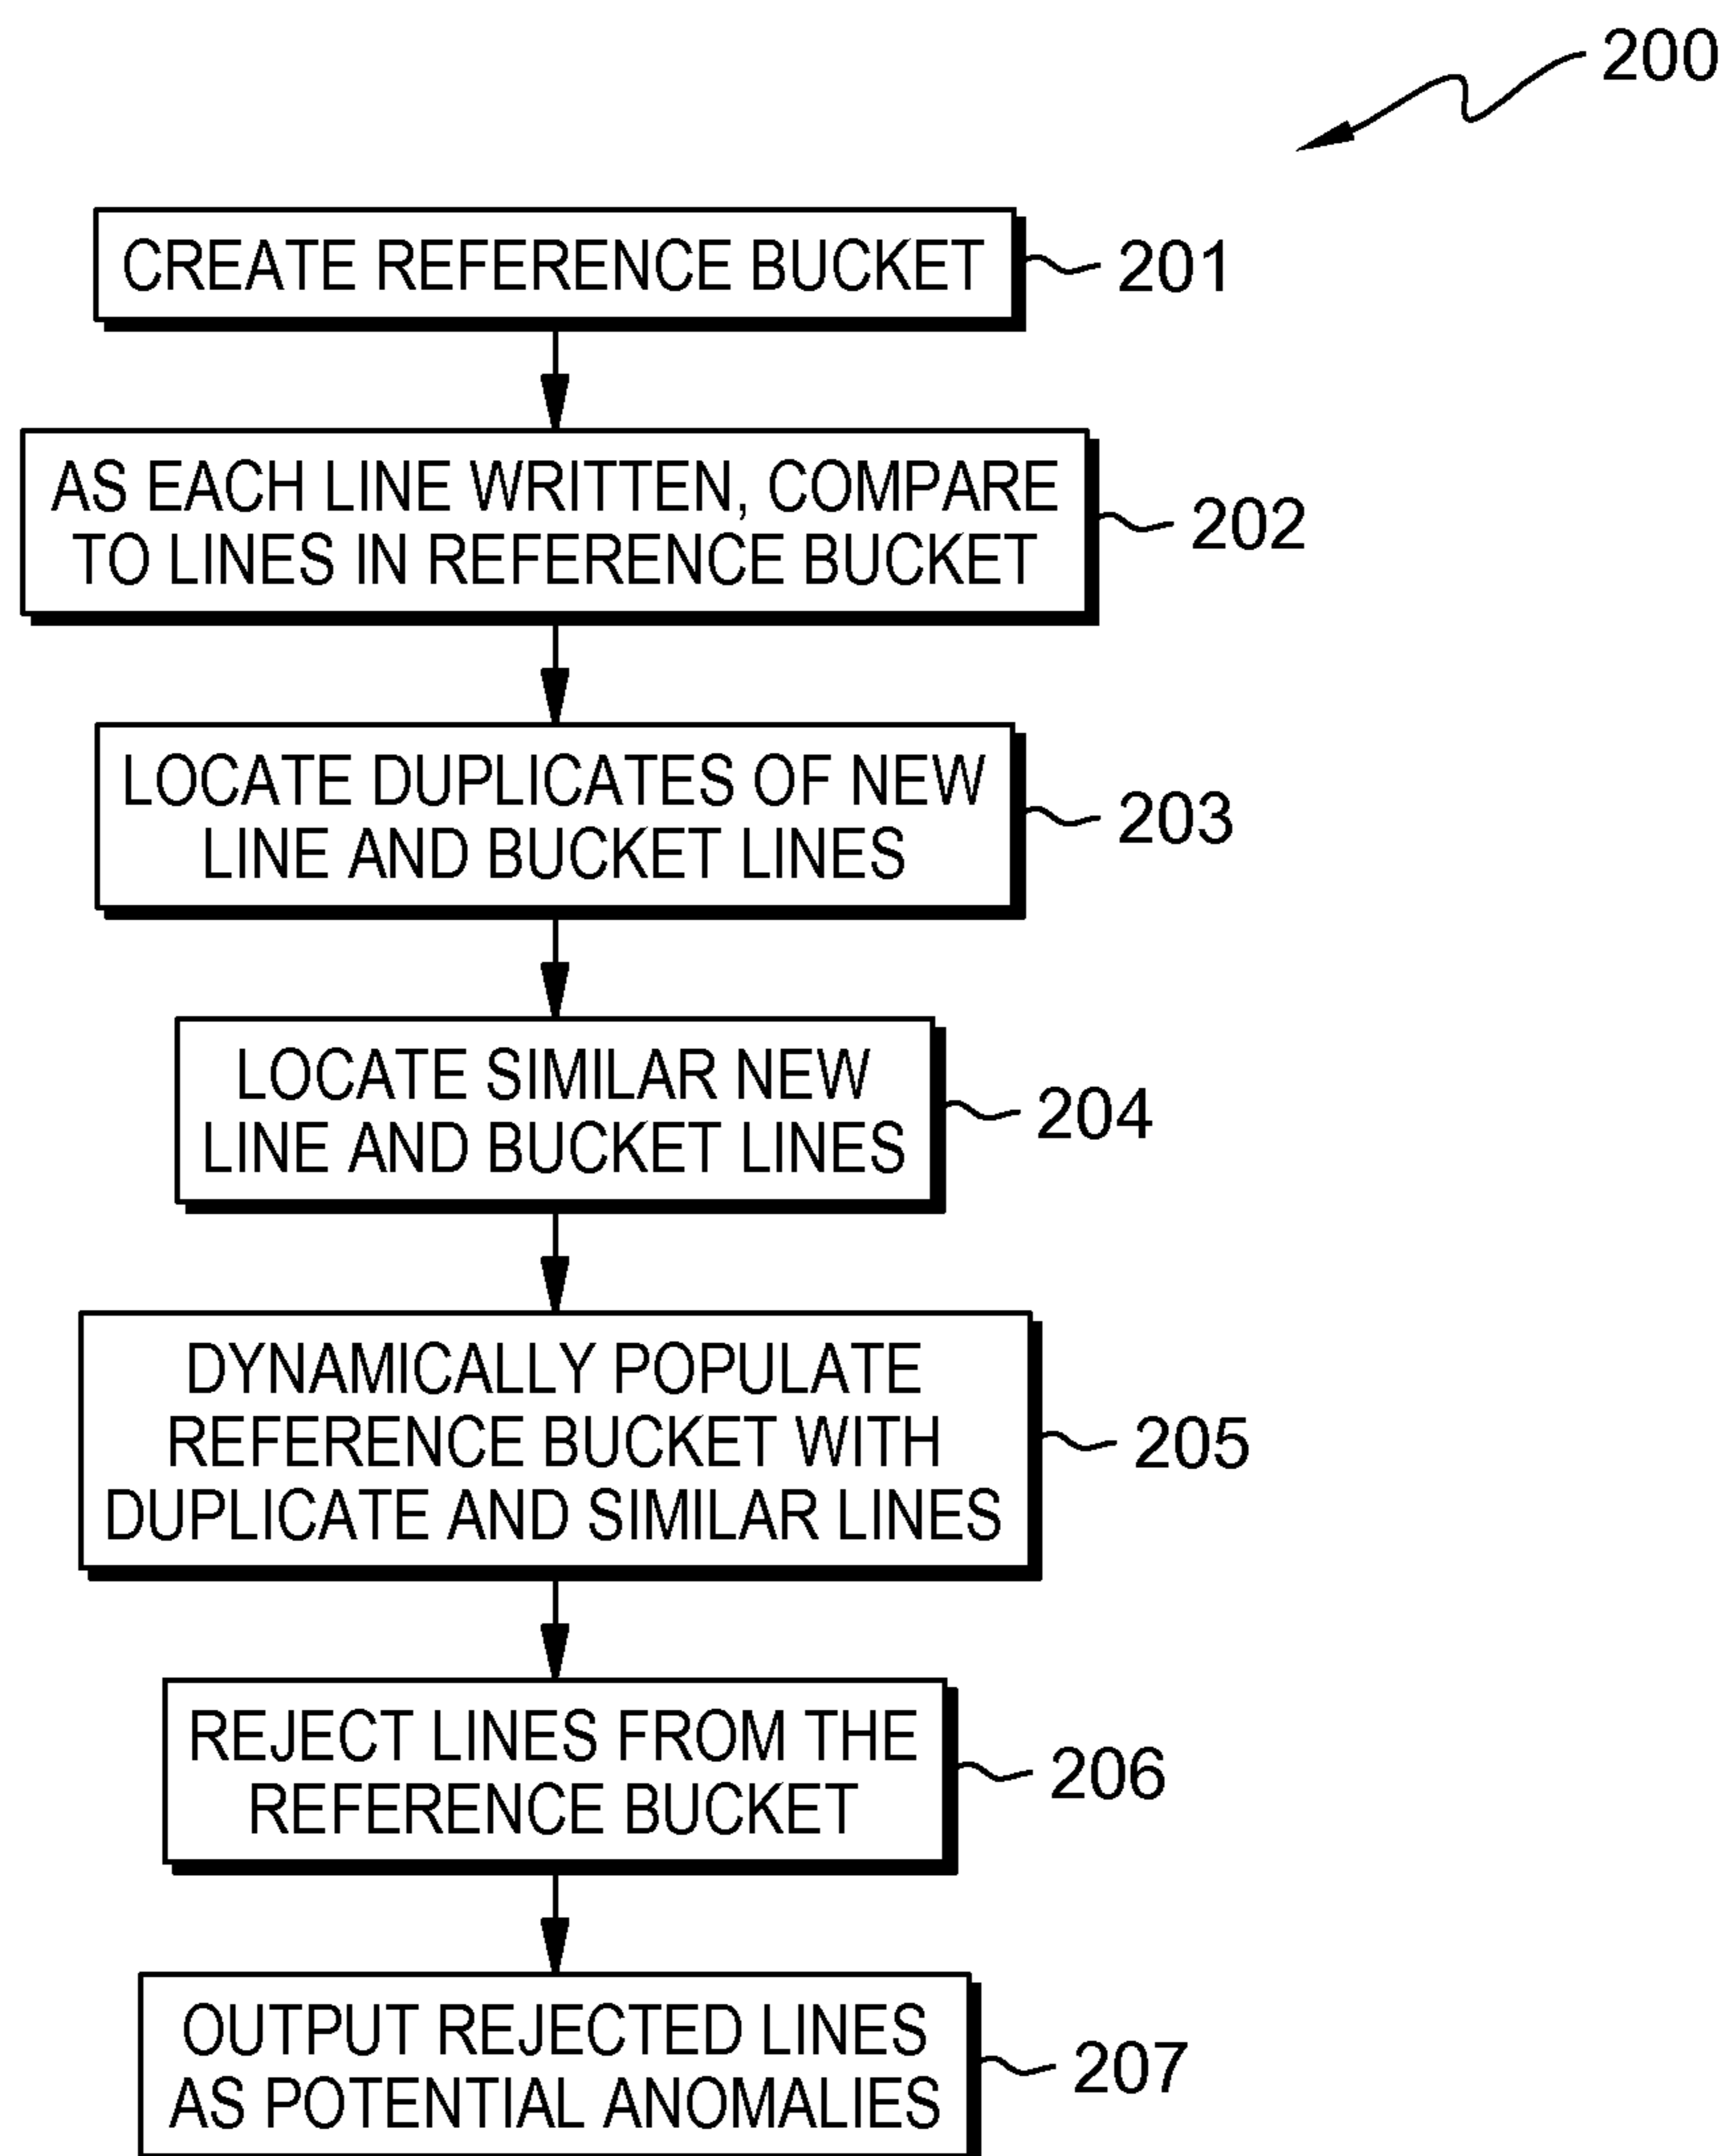 200
CREATE REFERENCE BUCKET
201
AS EACH LINE WRITTEN, COMPARE
TO LINES IN REFERENCE BUCKET
202
LOCATE DUPLICATES OF NEW
LINE AND BUCKET LINES
203
LOCATE SIMILAR NEW
LINE AND BUCKET LINES
204
DYNAMICALLY POPULATE
REFERENCE BUCKET WITH
DUPLICATE AND SIMILAR LINES
205
REJECT LINES FROM THE
REFERENCE BUCKET
206
OUTPUT REJECTED LINES
AS POTENTIAL ANOMALIES
207